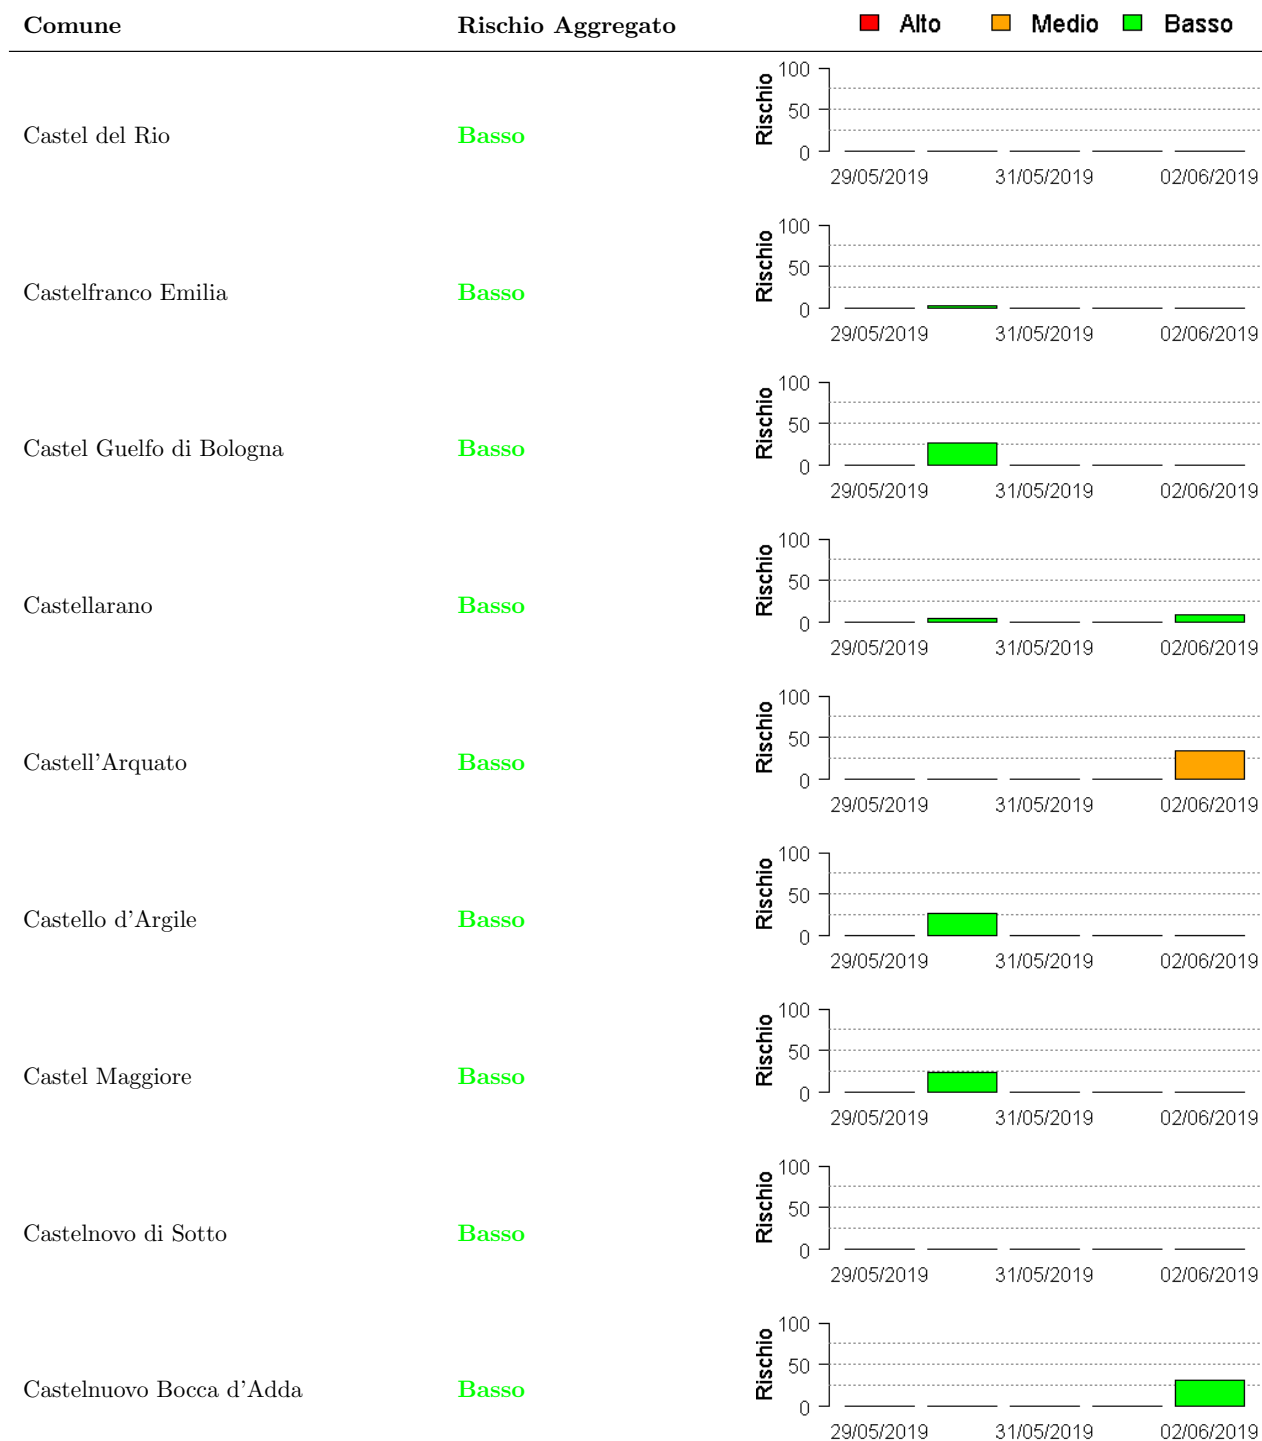 Comune Rischio Aggregato Alto Medio Basso
100
50
0
Rischio
Castel del Rio Basso
29/05/2019 31/05/2019 02/06/2019
100
50
0
Rischio
Castelfranco Emilia Basso
29/05/2019 31/05/2019 02/06/2019
100
50
0
Rischio
Castel Guelfo di Bologna Basso
29/05/2019 31/05/2019 02/06/2019
100
50
0
Rischio
Castellarano Basso
29/05/2019 31/05/2019 02/06/2019
100
50
0
Rischio
Castell'Arquato Basso
29/05/2019 31/05/2019 02/06/2019
100
50
0
Rischio
Castello d'Argile Basso
29/05/2019 31/05/2019 02/06/2019
100
50
0
Rischio
Castel Maggiore Basso
29/05/2019 31/05/2019 02/06/2019
100
50
0
Rischio
Castelnovo di Sotto Basso
29/05/2019 31/05/2019 02/06/2019
100
50
0
Rischio
Castelnuovo Bocca d'Adda Basso
29/05/2019 31/05/2019 02/06/2019